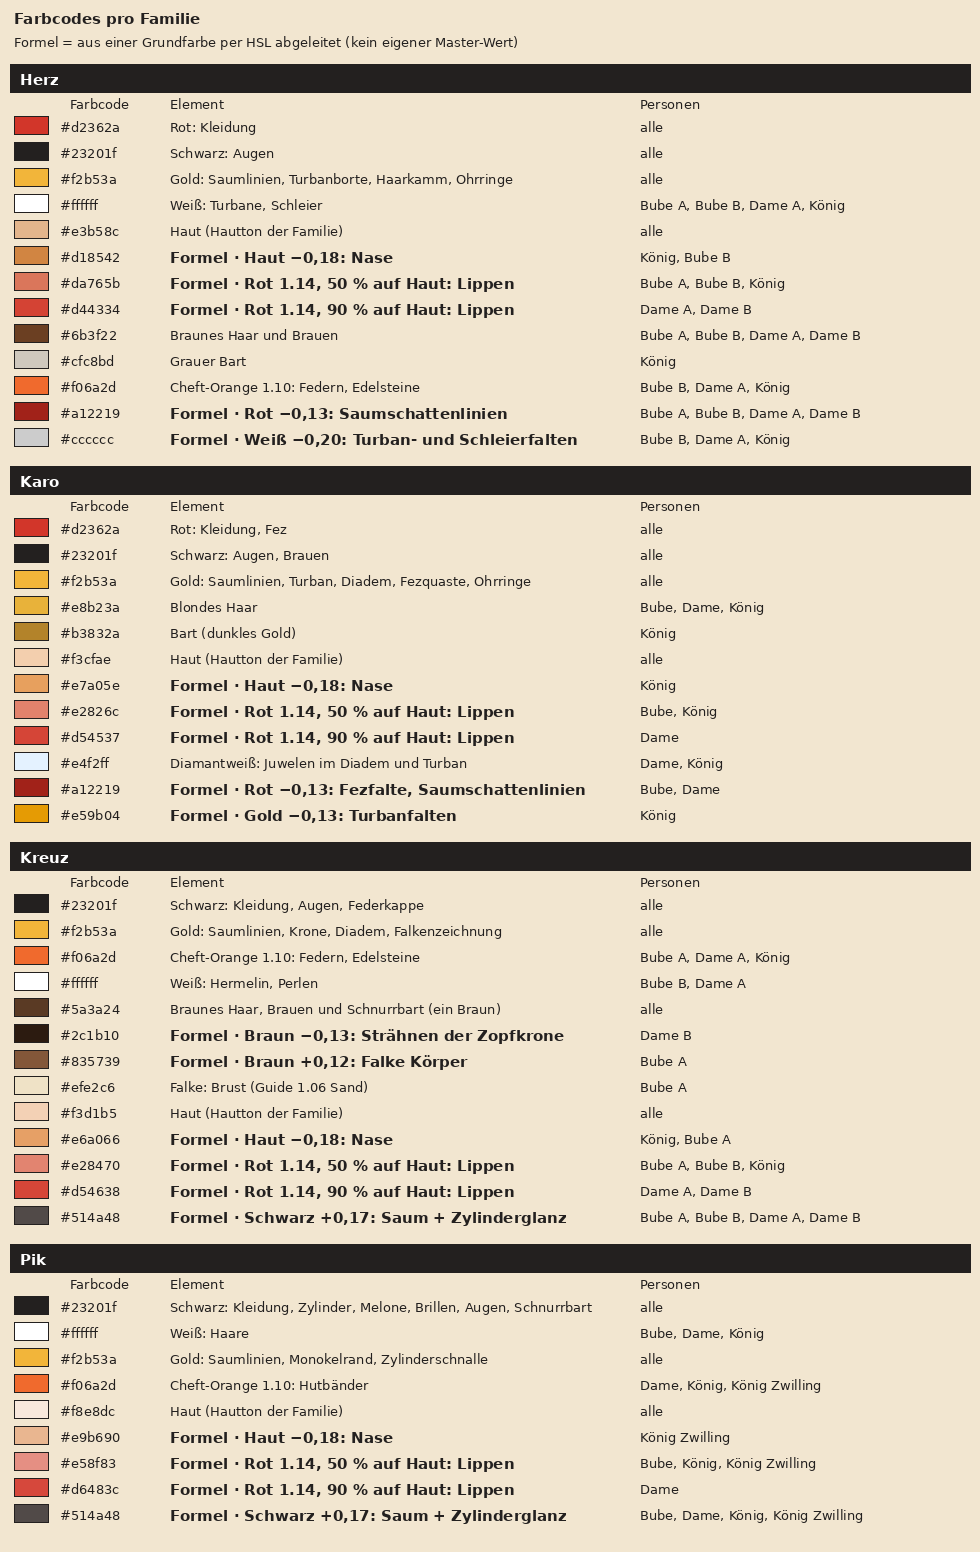 Farbcodes pro Familie
Formel = aus einer Grundfarbe per HSL abgeleitet (kein eigener Master-Wert)
Herz
Farbcode Element Personen
#d2362a Rot: Kleidung alle
#23201f Schwarz: Augen alle
#f2b53a Gold: Saumlinien, Turbanborte, Haarkamm, Ohrringe alle
#ffffff Weiß: Turbane, Schleier Bube A, Bube B, Dame A, König
#e3b58c Haut (Hautton der Familie) alle
#d18542 Formel · Haut −0,18: Nase König, Bube B
#da765b Formel · Rot 1.14, 50 % auf Haut: Lippen Bube A, Bube B, König
#d44334 Formel · Rot 1.14, 90 % auf Haut: Lippen Dame A, Dame B
#6b3f22 Braunes Haar und Brauen Bube A, Bube B, Dame A, Dame B
#cfc8bd Grauer Bart König
#f06a2d Cheft-Orange 1.10: Federn, Edelsteine Bube B, Dame A, König
#a12219 Formel · Rot −0,13: Saumschattenlinien Bube A, Bube B, Dame A, Dame B
#cccccc Formel · Weiß −0,20: Turban- und Schleierfalten Bube B, Dame A, König
Karo
Farbcode Element Personen
#d2362a Rot: Kleidung, Fez alle
#23201f Schwarz: Augen, Brauen alle
#f2b53a Gold: Saumlinien, Turban, Diadem, Fezquaste, Ohrringe alle
#e8b23a Blondes Haar Bube, Dame, König
#b3832a Bart (dunkles Gold) König
#f3cfae Haut (Hautton der Familie) alle
#e7a05e Formel · Haut −0,18: Nase König
#e2826c Formel · Rot 1.14, 50 % auf Haut: Lippen Bube, König
#d54537 Formel · Rot 1.14, 90 % auf Haut: Lippen Dame
#e4f2ff Diamantweiß: Juwelen im Diadem und Turban Dame, König
#a12219 Formel · Rot −0,13: Fezfalte, Saumschattenlinien Bube, Dame
#e59b04 Formel · Gold −0,13: Turbanfalten König
Kreuz
Farbcode Element Personen
#23201f Schwarz: Kleidung, Augen, Federkappe alle
#f2b53a Gold: Saumlinien, Krone, Diadem, Falkenzeichnung alle
#f06a2d Cheft-Orange 1.10: Federn, Edelsteine Bube A, Dame A, König
#ffffff Weiß: Hermelin, Perlen Bube B, Dame A
#5a3a24 Braunes Haar, Brauen und Schnurrbart (ein Braun) alle
#2c1b10 Formel · Braun −0,13: Strähnen der Zopfkrone Dame B
#835739 Formel · Braun +0,12: Falke Körper Bube A
#efe2c6 Falke: Brust (Guide 1.06 Sand) Bube A
#f3d1b5 Haut (Hautton der Familie) alle
#e6a066 Formel · Haut −0,18: Nase König, Bube A
#e28470 Formel · Rot 1.14, 50 % auf Haut: Lippen Bube A, Bube B, König
#d54638 Formel · Rot 1.14, 90 % auf Haut: Lippen Dame A, Dame B
#514a48 Formel · Schwarz +0,17: Saum + Zylinderglanz Bube A, Bube B, Dame A, Dame B
Pik
Farbcode Element Personen
#23201f Schwarz: Kleidung, Zylinder, Melone, Brillen, Augen, Schnurrbart alle
#ffffff Weiß: Haare Bube, Dame, König
#f2b53a Gold: Saumlinien, Monokelrand, Zylinderschnalle alle
#f06a2d Cheft-Orange 1.10: Hutbänder Dame, König, König Zwilling
#f8e8dc Haut (Hautton der Familie) alle
#e9b690 Formel · Haut −0,18: Nase König Zwilling
#e58f83 Formel · Rot 1.14, 50 % auf Haut: Lippen Bube, König, König Zwilling
#d6483c Formel · Rot 1.14, 90 % auf Haut: Lippen Dame
#514a48 Formel · Schwarz +0,17: Saum + Zylinderglanz Bube, Dame, König, König Zwilling